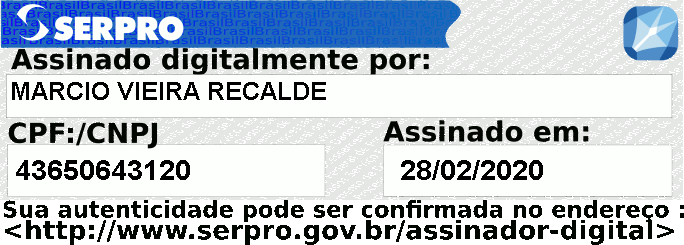 SERPRO
Assinado digitalmente por:
MARCIO VIEIRA RECALDE
CPF:/CNPJ
Assinado em:
43650643120
28/02/2020
Sua autenticidade pode ser confirmada no endereço :
<http://www.serpro.gov.br/assinador-digital>